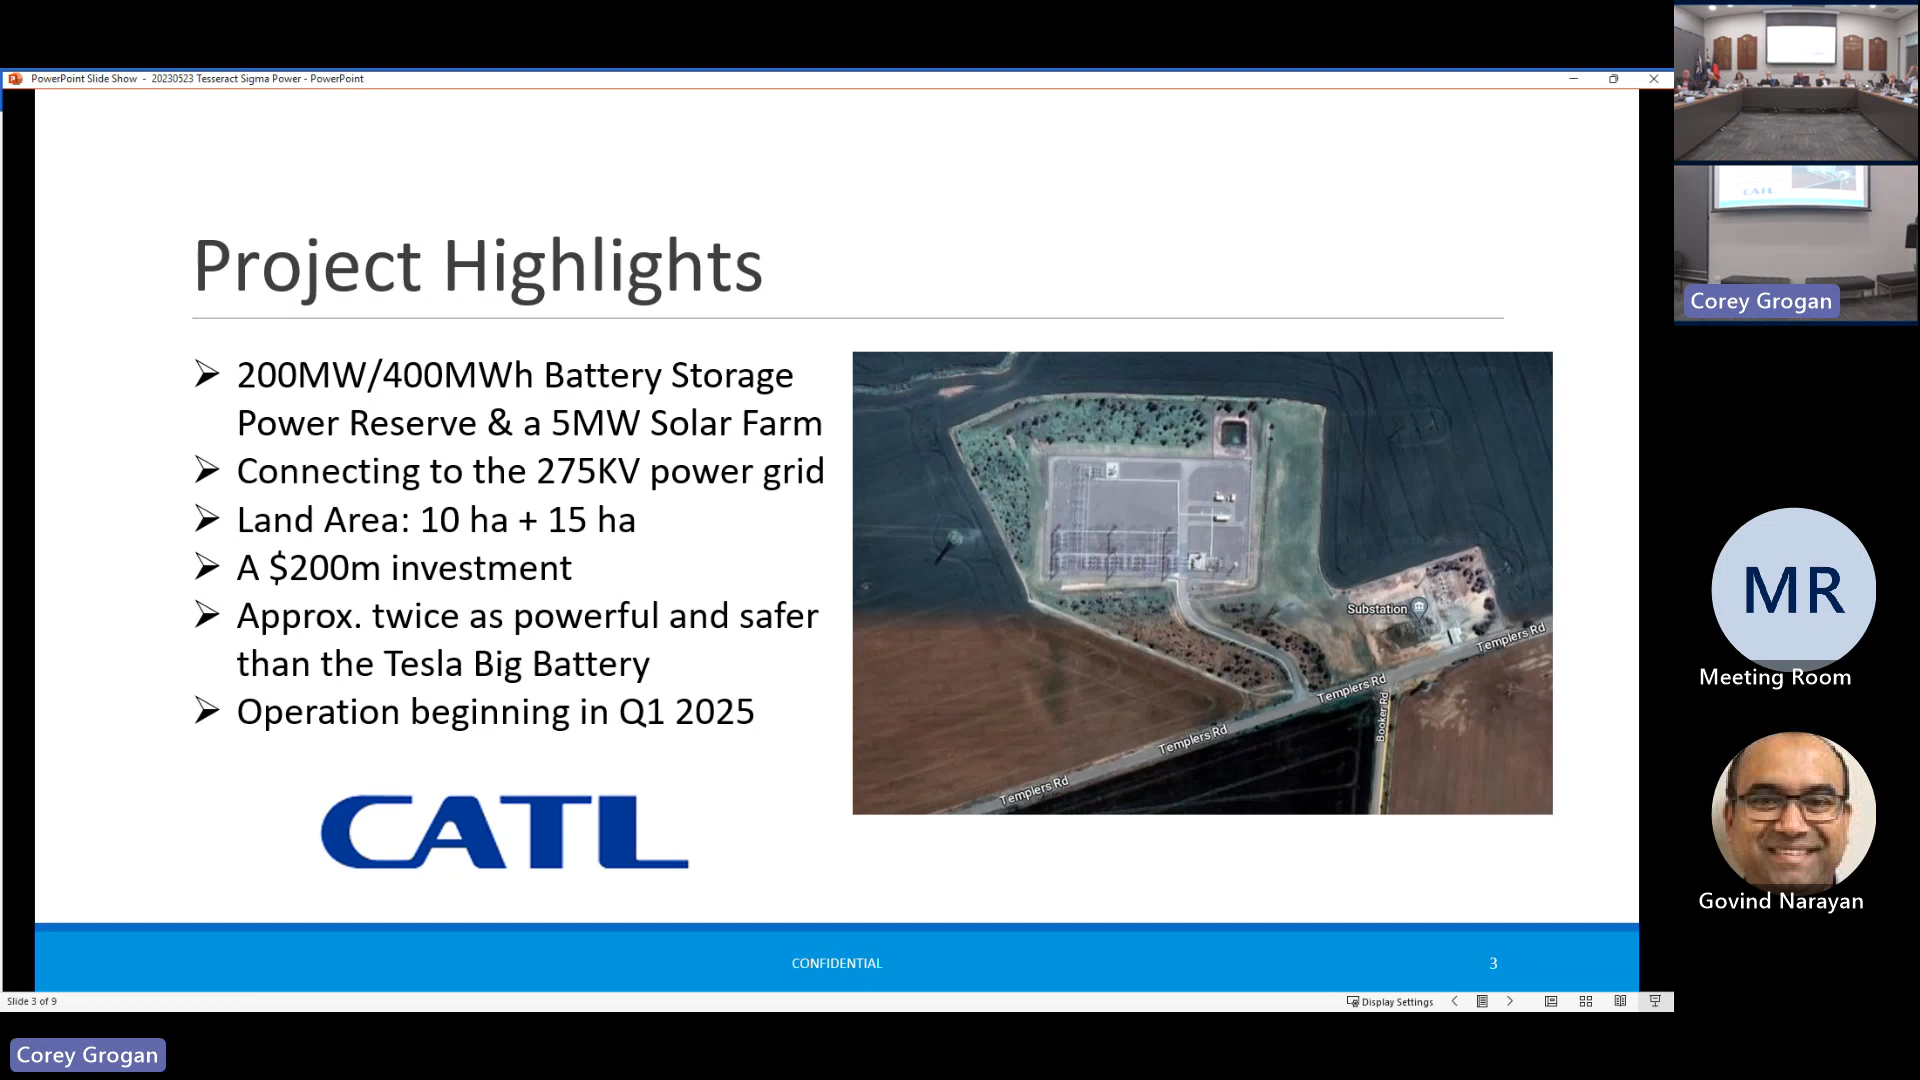 PowerPoint Slide Show - 20230523 Tesseract Sigma Power - PowerPoint
Project Highlights
200MW/400MWh Battery Storage
Power Reserve & a 5MW Solar Farm
Connecting to the 275KV power grid
Land Area: 10 ha + 15 ha
A $200m investment
Approx. twice as powerful and safer
than the Tesla Big Battery
Operation beginning in Q1 2025
CATL
Substation
Templers Rd
Templers Rd
Templers Rd
Templers Rd
Booker Rd
CONFIDENTIAL
3
Slide 3 of 9
Display Settings
Corey Grogan
CATL
Corey Grogan
MR
Meeting Room
Govind Narayan